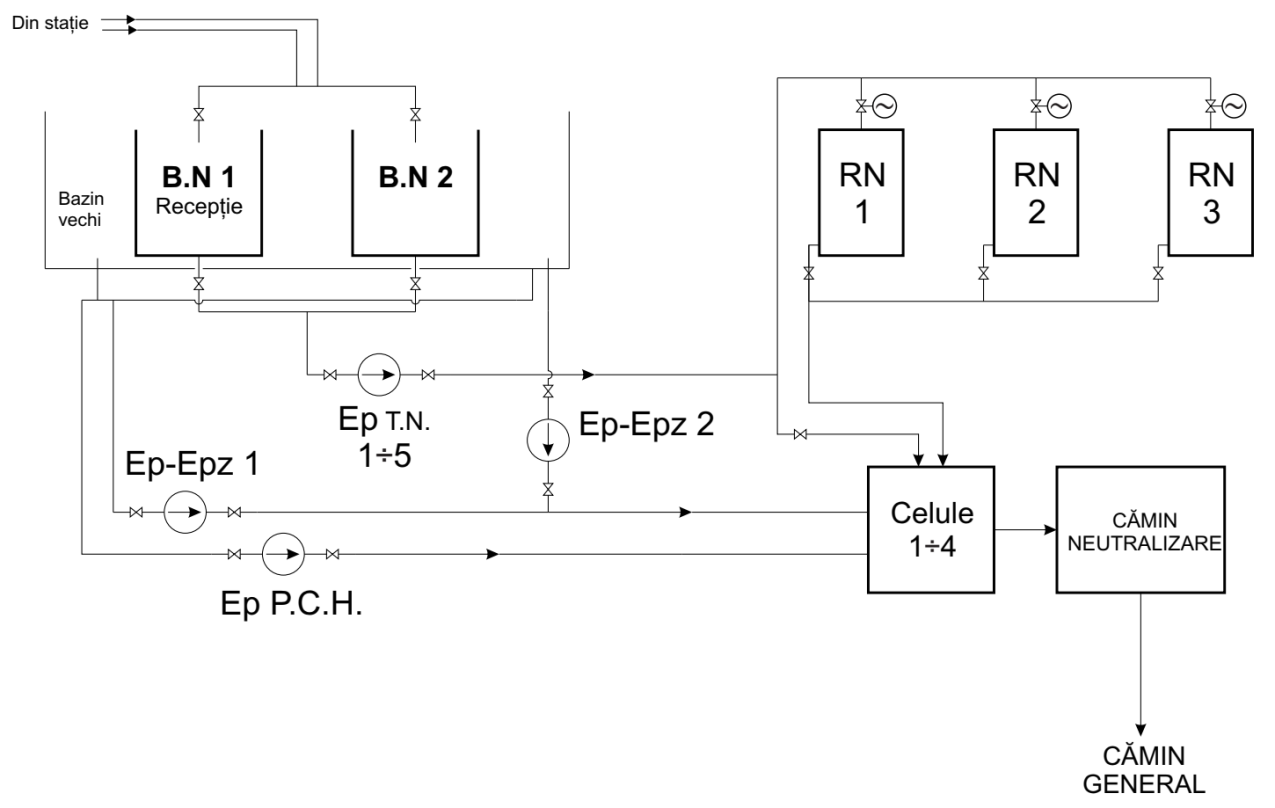 Din stație
B.N 1
Recepție
B.N 2
Bazin
vechi
RN
1
RN
2
RN
3
Ep T.N.
1÷5
Ep-Epz 2
Ep-Epz 1
Ep P.C.H.
Celule
1÷4
CĂMIN
NEUTRALIZARE
CĂMIN
GENERAL